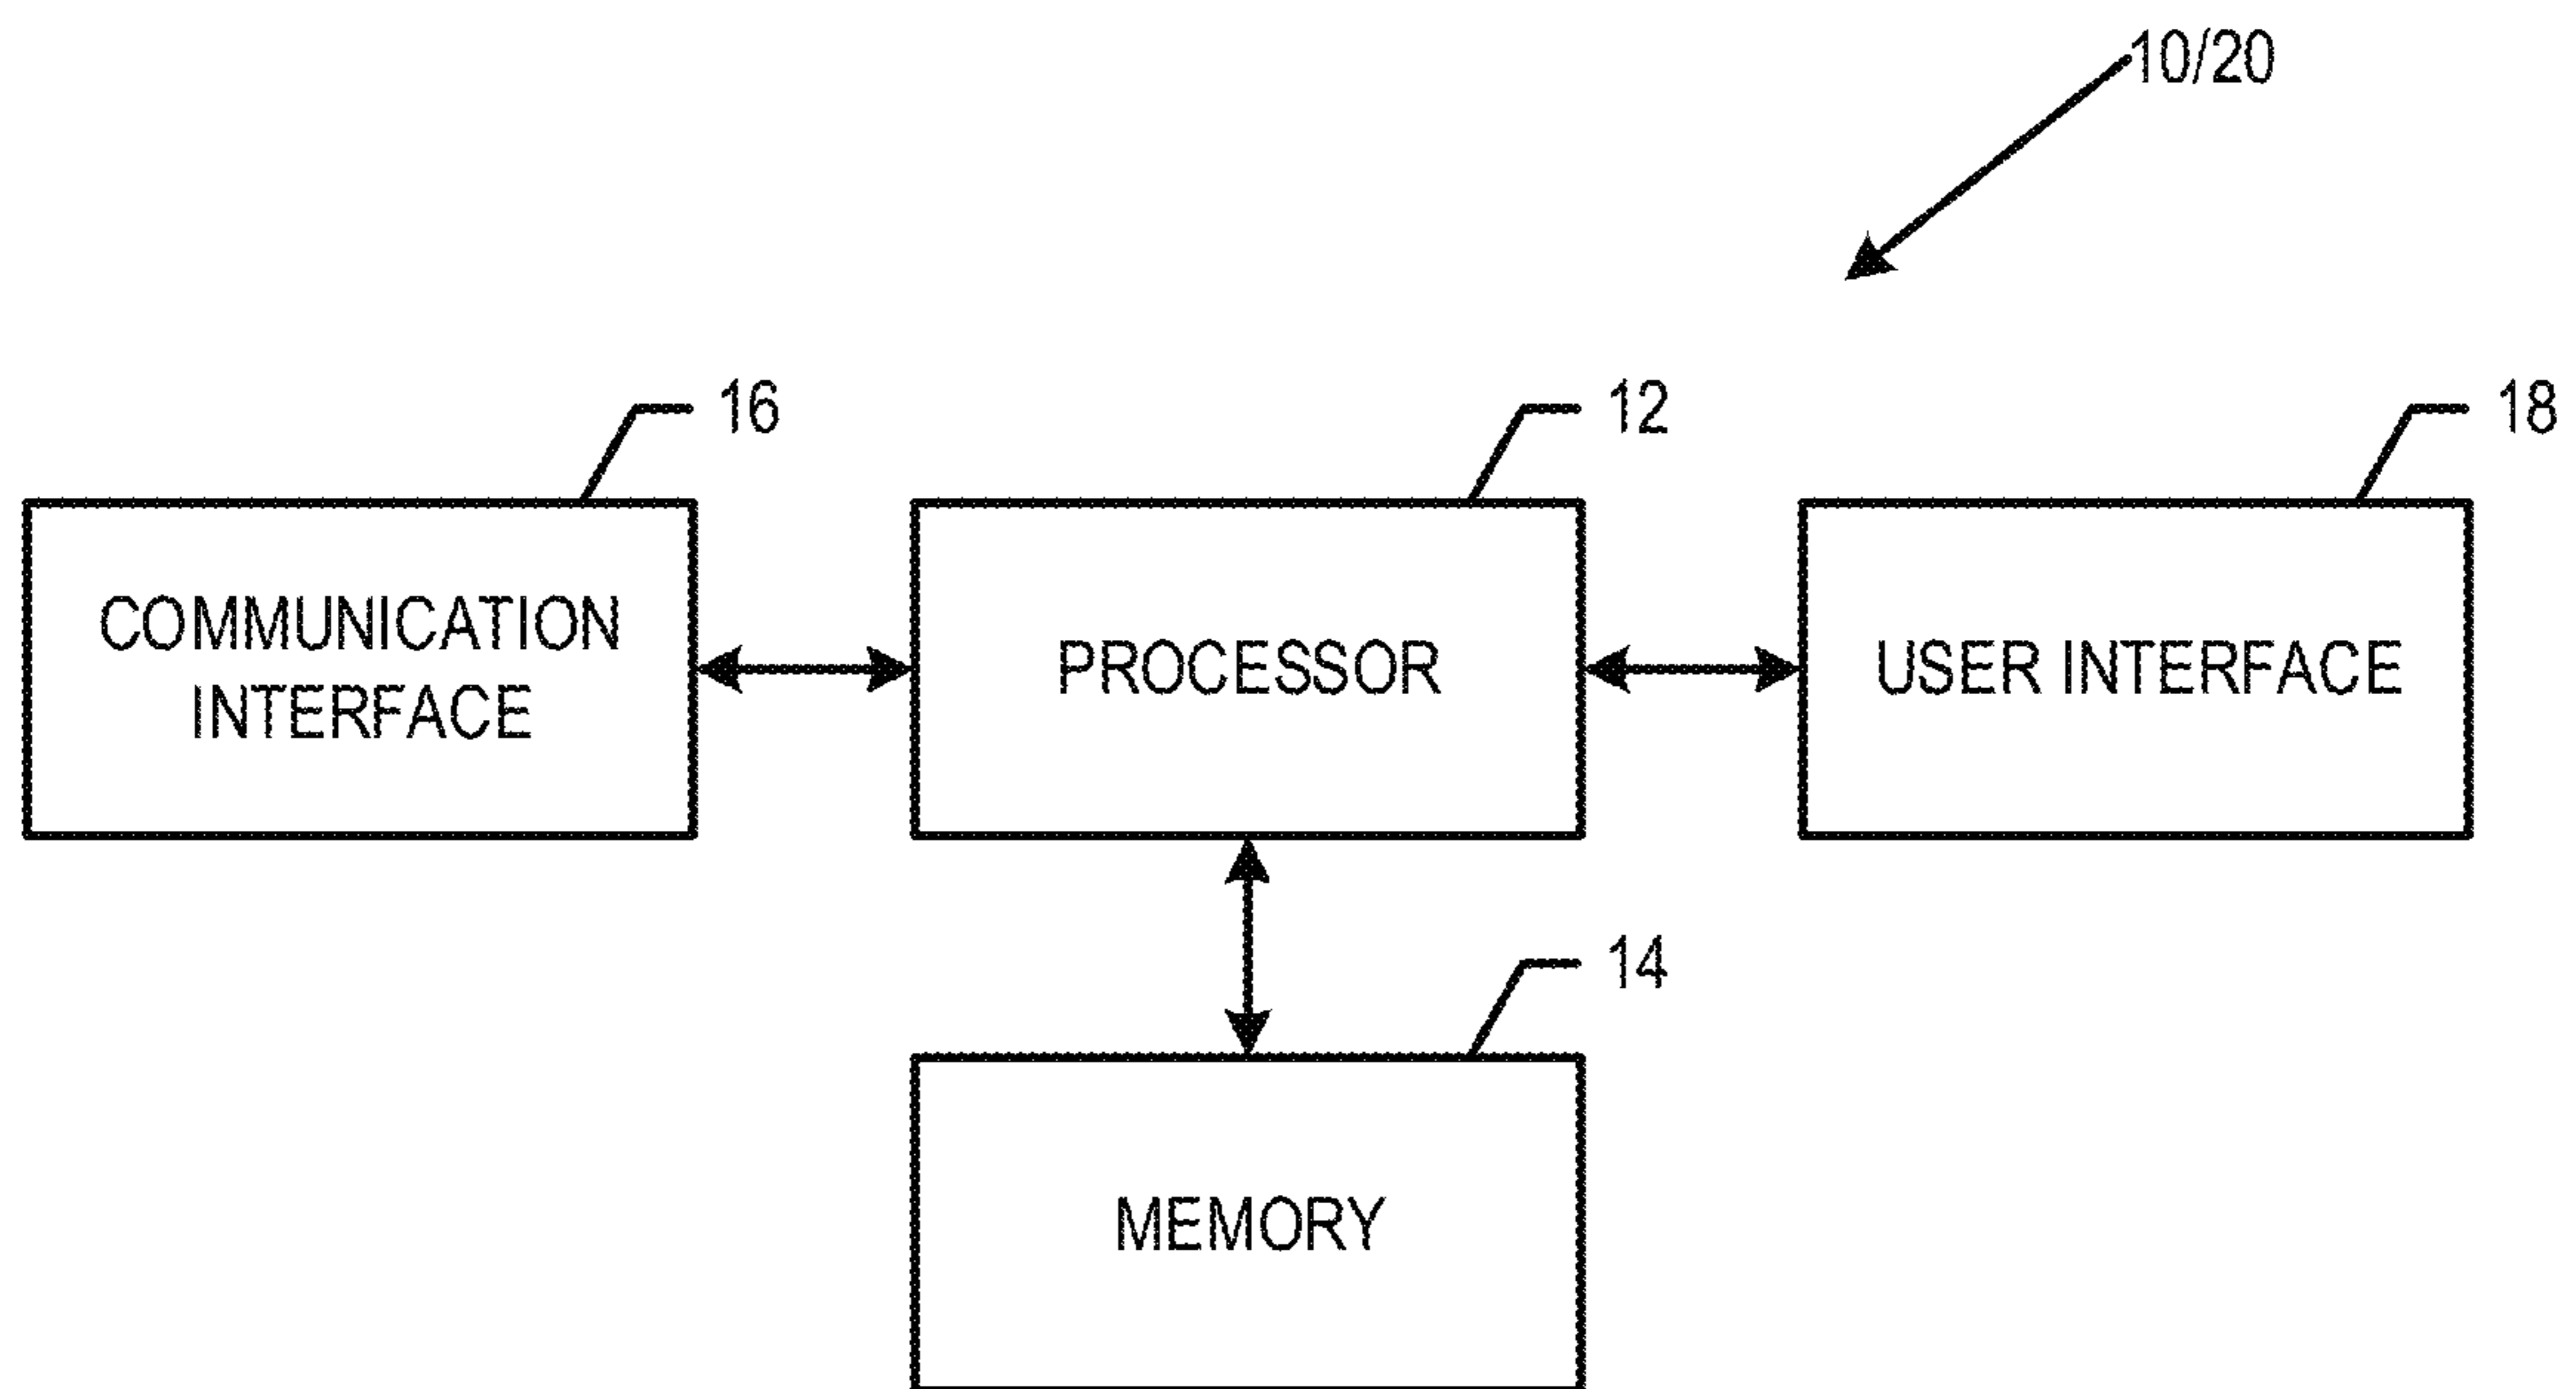 10/20
16
12
18
COMMUNICATION
INTERFACE
PROCESSOR
USER INTERFACE
14
MEMORY